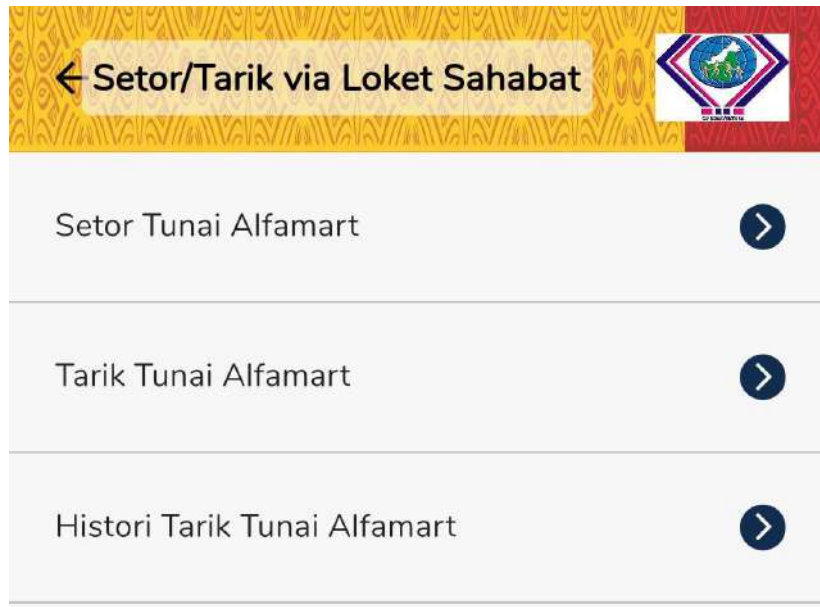 Setor/Tarik via Loket Sahabat
Setor Tunai Alfamart
Tarik Tunai Alfamart
Histori Tarik Tunai Alfamart